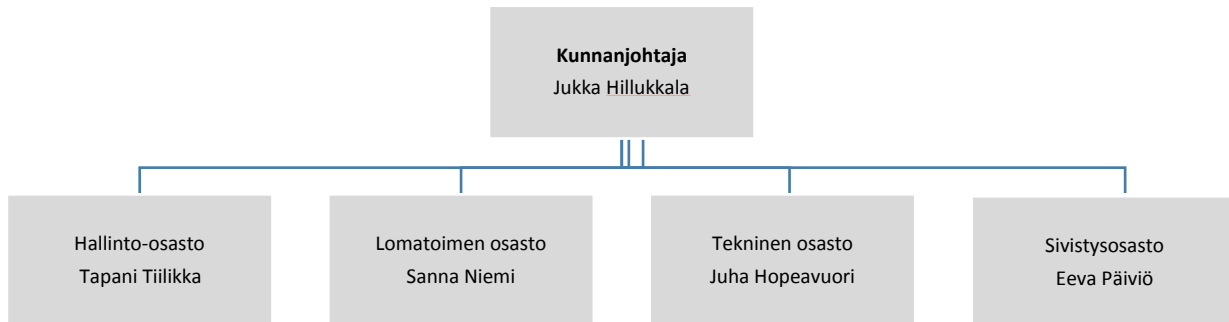 Kunnanjohtaja
Jukka Hillukkala
Hallinto-osasto
Tapani Tiilikka
Lomatoimen osasto
Sanna Niemi
Tekninen osasto
Juha Hopeavuori
Sivistysosasto
Eeva Päiviö